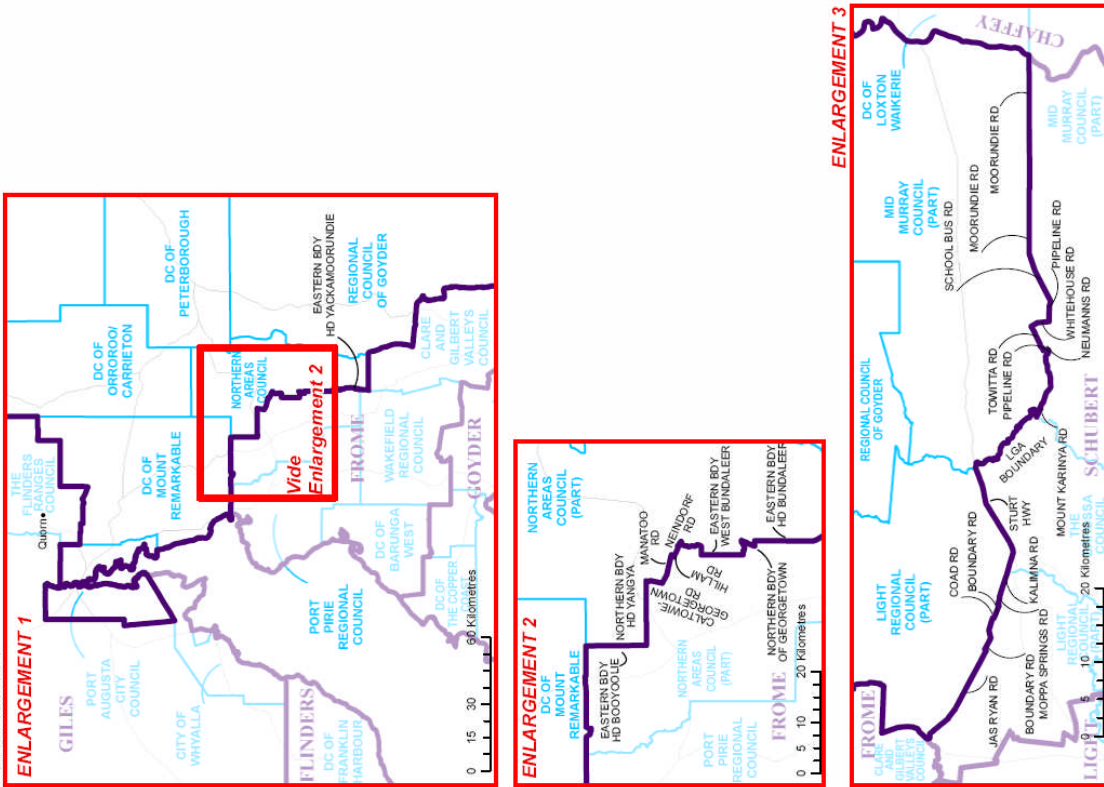 ENLARGEMENT 1
THE
FLINDERS
RANGES
COUNCIL
Quorn
DC OF
ORROROO/
CARRIETON
DC OF
PETERBOROUGH
DC OF
MOUNT
REMARKABLE
NORTHERN
AREAS
COUNCIL
EASTERN BDY
HD YACKAMOORUNDIE
REGIONAL
COUNCIL
OF GOYDER
Vide
Enlargement 2
CLARE
AND
GILBERT
VALLEYS
COUNCIL
FROME
WAKEFIELD
REGIONAL
COUNCIL
GOYDER
GILES
PORT
AUGUSTA
CITY
COUNCIL
CITY OF
WHYALLA
PORT
PIRIE
REGIONAL
COUNCIL
DC OF
BARUNGA
WEST
DC OF
THE COPPER
COAST
FLINDERS
DC OF
FRANKLIN
HARBOUR
0 15 30 60 Kilometres
ENLARGEMENT 2
DC OF
MOUNT
REMARKABLE
NORTHERN
AREAS
COUNCIL
(PART)
EASTERN BDY
HD BOOYOOLIE
NORTHERN BDY
HD YANGYA
MANATOO
RD
NEINDORF
RD
CALTOWIE-
GEORGETOWN
RD
HILLAM
RD
EASTERN BDY
WEST BUNDALEER
NORTHERN BDY
OF GEORGETOWN
EASTERN BDY
HD BUNDALEER
NORTHERN
AREAS
COUNCIL
(PART)
PORT
PIRIE
REGIONAL
COUNCIL
FROME
0 5 10 20 Kilometres
ENLARGEMENT 3
FROME
CLARE
AND
GILBERT
VALLEYS
COUNCIL
LIGHT
REGIONAL
COUNCIL
(PART)
REGIONAL COUNCIL
OF GOYDER
MID
MURRAY
COUNCIL
(PART)
DC OF
LOXTON
WAIKERIE
CHAFFEY
JAS RYAN RD
COAD RD
BOUNDARY RD
STURT
HWY
LGA
BOUNDARY
TOWITTA RD
PIPELINE RD
SCHOOL BUS RD
MOORUNDIE RD
MOORUNDIE RD
BOUNDARY RD
MOPPA SPRINGS RD
KALIMNA RD
MOUNT KARINYA RD
NEUMANNS RD
WHITEHOUSE RD
PIPELINE RD
MID
MURRAY
COUNCIL
(PART)
SCHUBERT
THE
BAROSSA
COUNCIL
LIGHT
REGIONAL
COUNCIL
(PART)
LIGHT
0 5 10 20 Kilometres